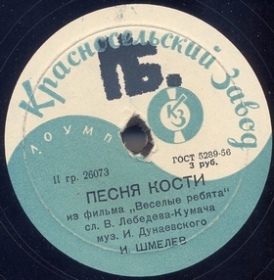 Красносельский Завод
ПБ.
ЛОУМП
КЗ
ГОСТ 5289-56
3 руб.
II гр. 26073
ПЕСНЯ КОСТИ
из фильма „Веселые ребята"
сл. В. Лебедева-Кумача
муз. И. Дунаевского
И. ШМЕЛЕВ